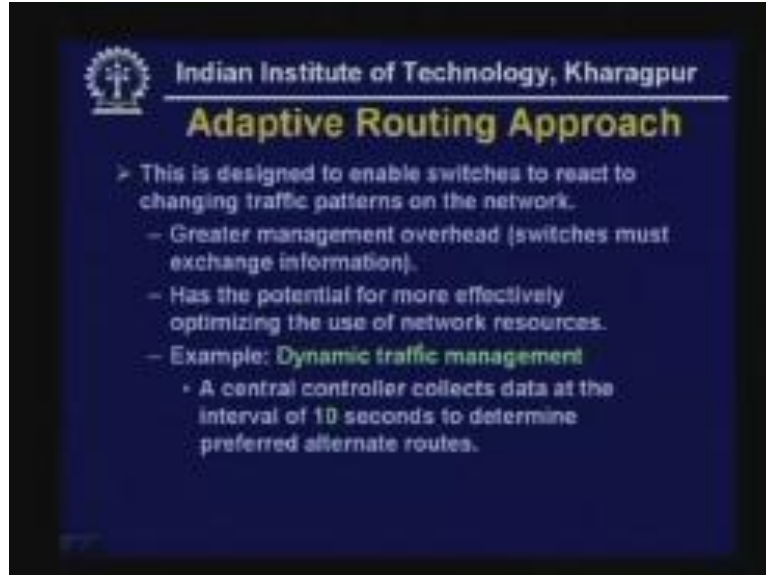 Indian Institute of Technology, Kharagpur
Adaptive Routing Approach
➢ This is designed to enable switches to react to
changing traffic patterns on the network.
– Greater management overhead (switches must
exchange information).
– Has the potential for more effectively
optimizing the use of network resources.
– Example: Dynamic traffic management
• A central controller collects data at the
interval of 10 seconds to determine
preferred alternate routes.